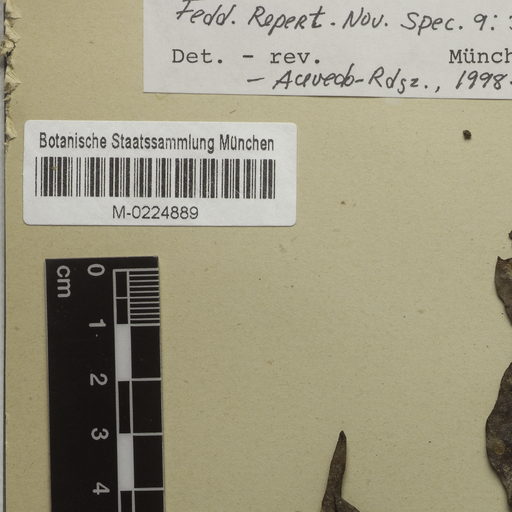 Fedd. Repert. Nov. Spec. 9:
Det. - rev. Münch
- Acevedo-Rdgz., 1998.
Botanische Staatssammlung München
M-0224889
cm
0
1
2
3
4